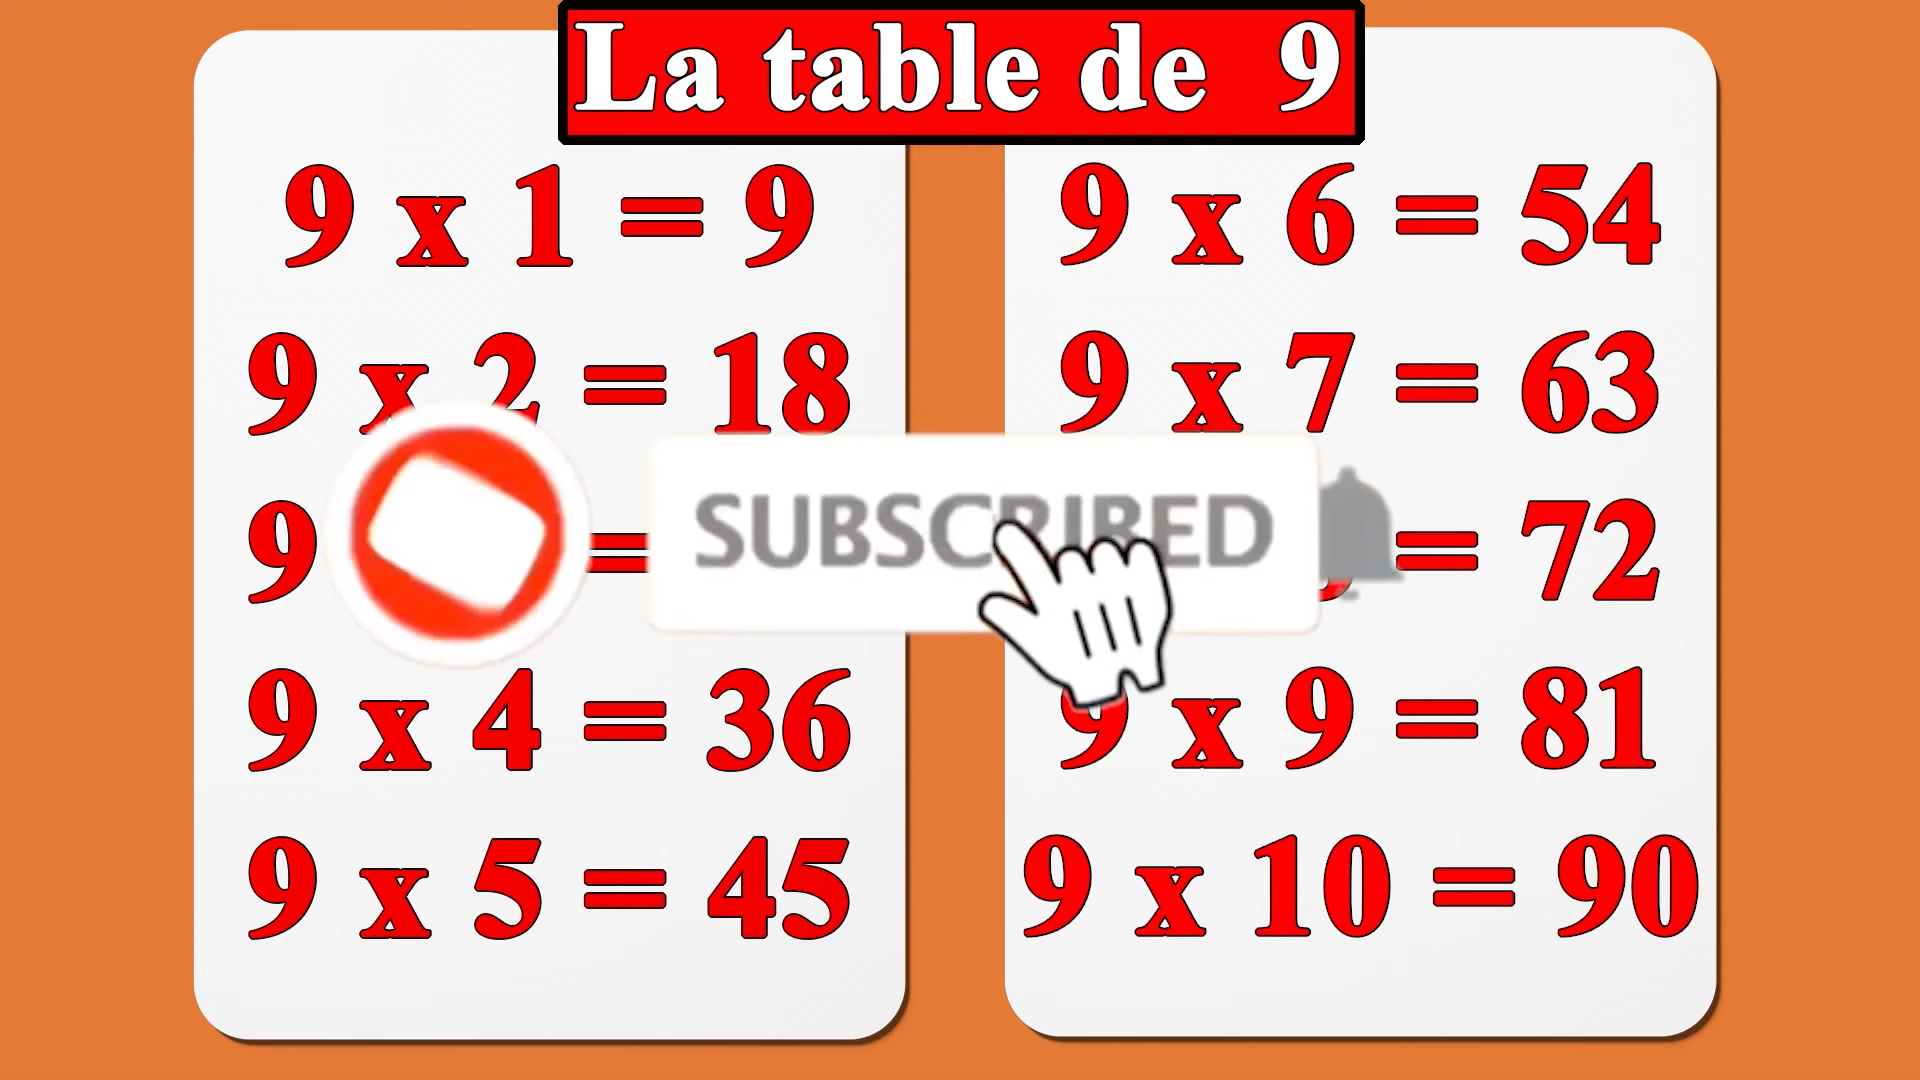 La table de 9
9 x 1 = 9
9 x 2 = 18
9 =
9 x 4 = 36
9 x 5 = 45
9 x 6 = 54
9 x 7 = 63
= 72
9 x 9 = 81
9 x 10 = 90
SUBSCRIBED